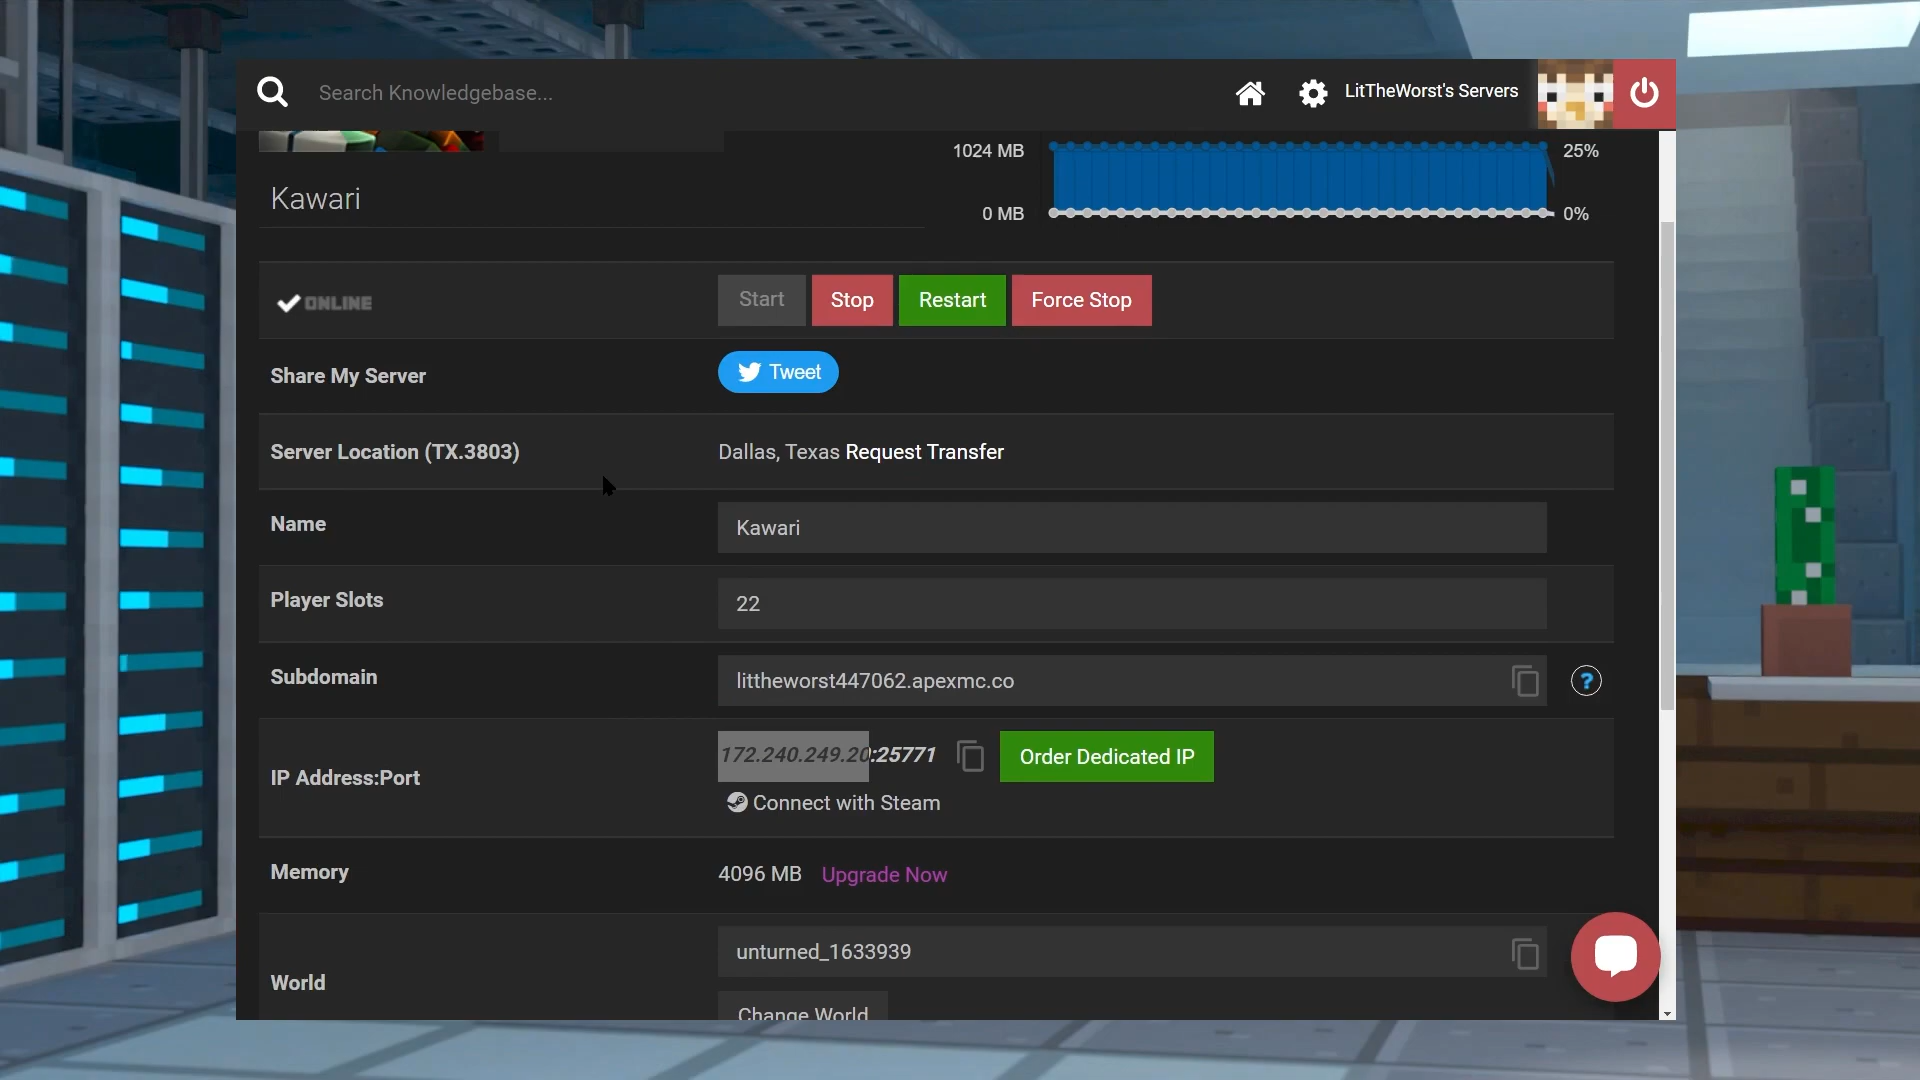 Search Knowledgebase...
LitTheWorst's Servers
1024 MB
25%
Kawari
0 MB
0%
ONLINE
Start
Stop
Restart
Force Stop
Share My Server
Tweet
Server Location (TX.3803)
Dallas, Texas Request Transfer
Name
Kawari
Player Slots
22
Subdomain
littheworst447062.apexmc.co
?
IP Address:Port
172.240.249.20:25771
Order Dedicated IP
Connect with Steam
Memory
4096 MB Upgrade Now
World
unturned_1633939
Change World